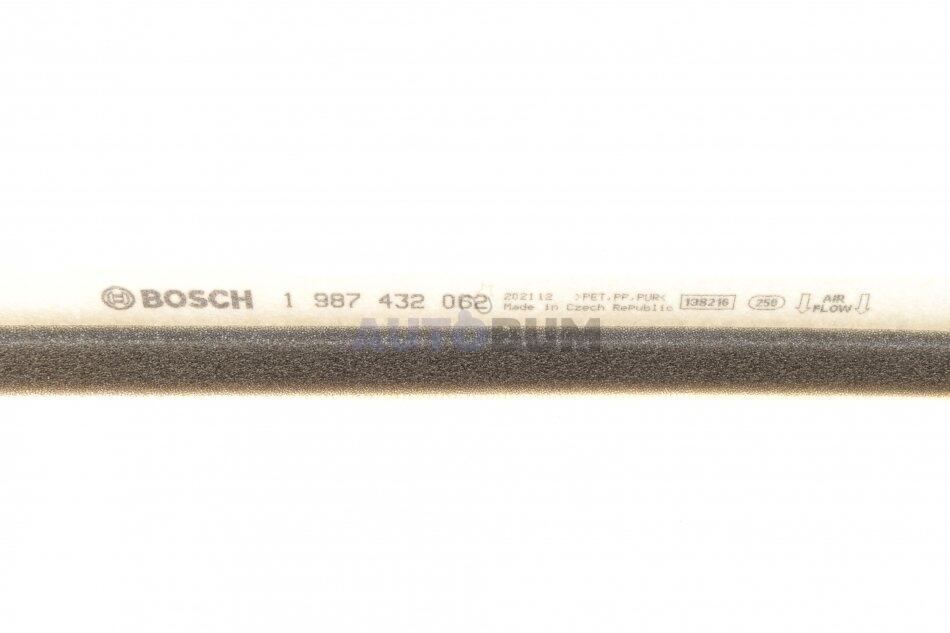 BOSCH 1 987 432 062
202112 >PET,PP,PUR<
Made in Czech Republic
138216
258
AIR
FLOW
AUTOBUM